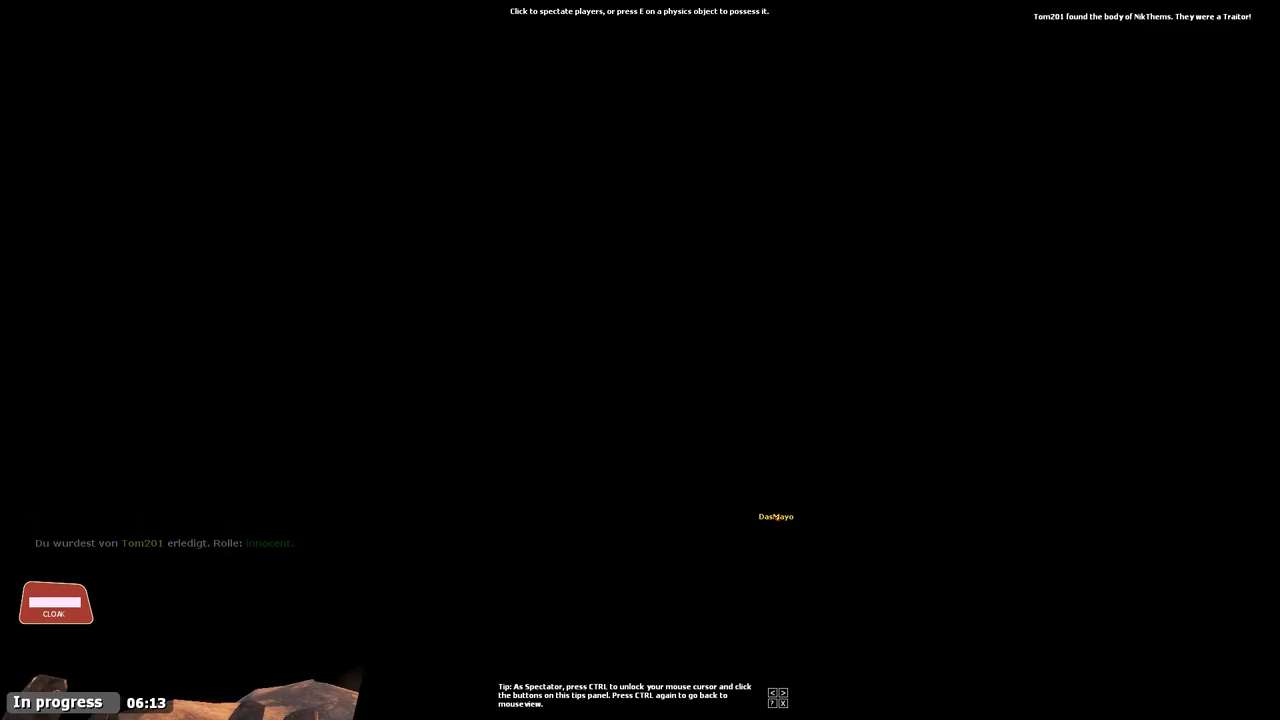 Click to spectate players, or press E on a physics object to possess it.
Tom201 found the body of NikThems. They were a Traitor!
DasMayo
Du wurdest von Tom201 erledigt. Rolle: innocent.
CLOAK
Tip: As Spectator, press CTRL to unlock your mouse cursor and click
the buttons on this tips panel. Press CTRL again to go back to
mouseview.
< >
? X
In progress 06:13